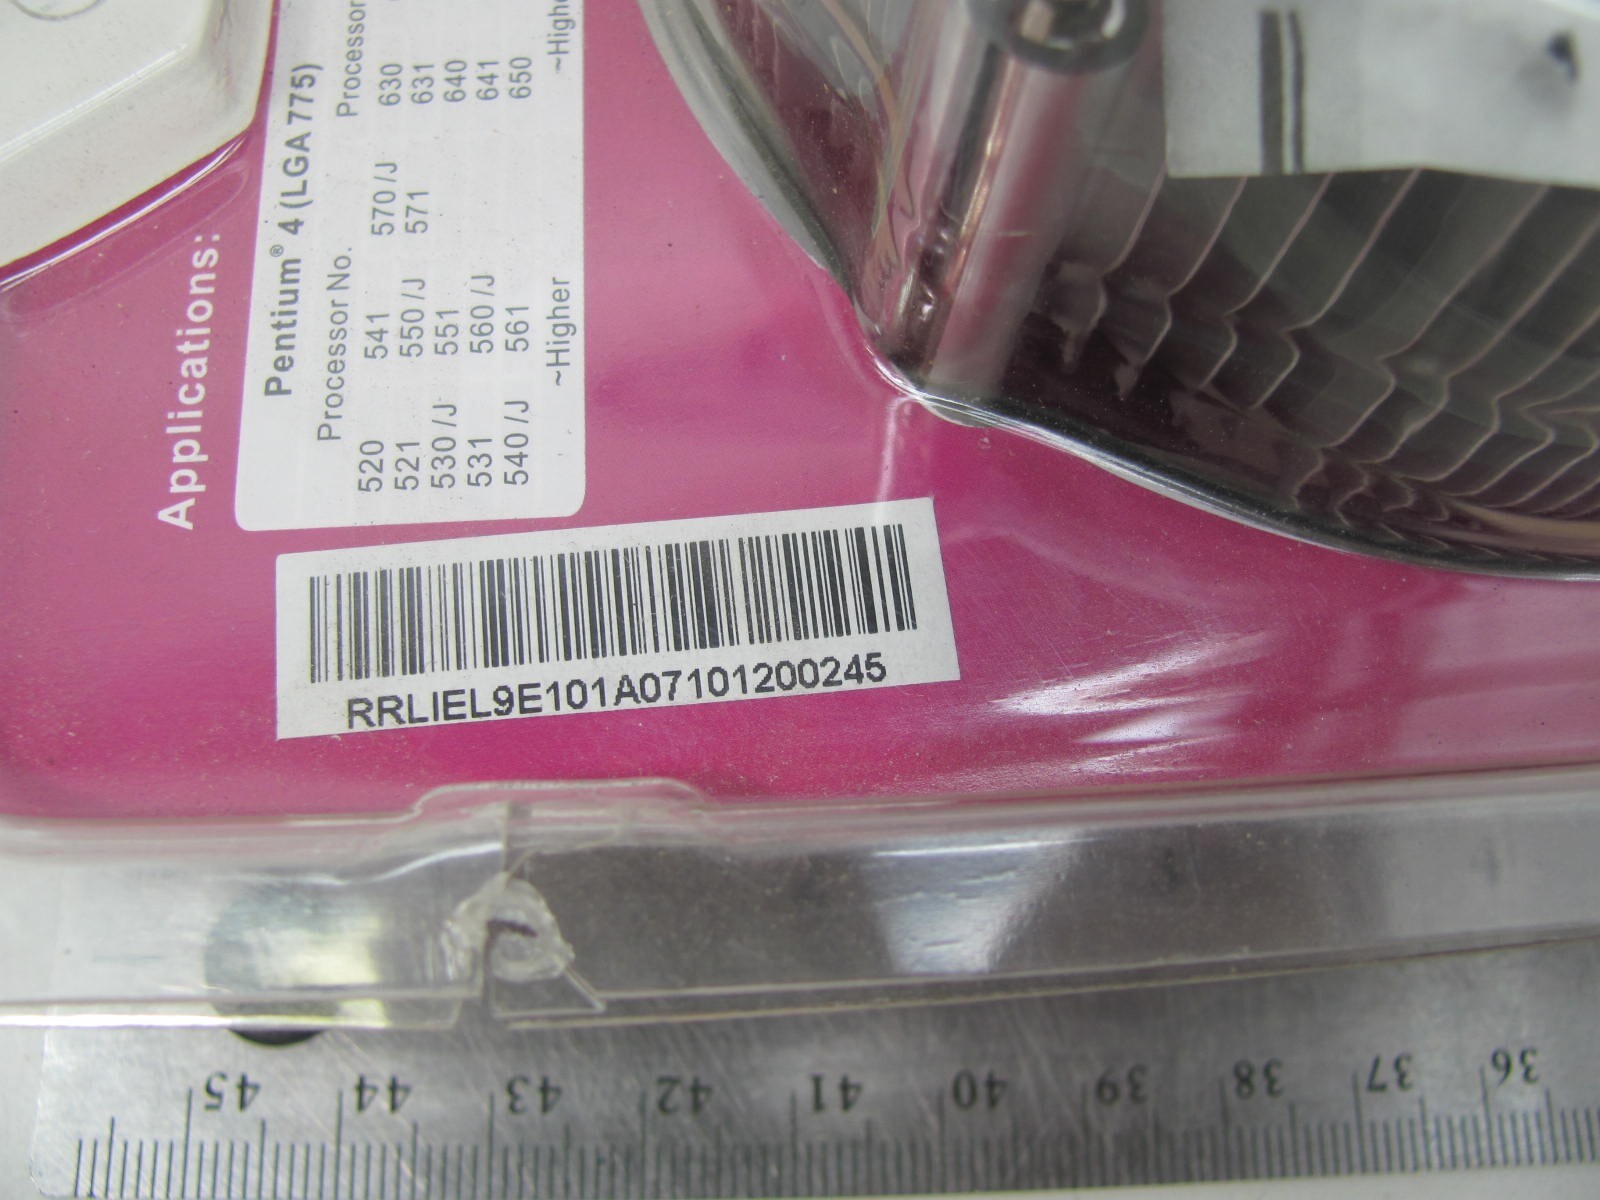 Applications:
Pentium® 4 (LGA 775)
Processor No.
520 541 570/J
521 550/J 571
530/J 551
531 560/J
540/J 561
~Higher
Processor
630
631
640
641
650
RRLIEL9E101A07101200245
45 44 43 42 41 40 39 38 37 36